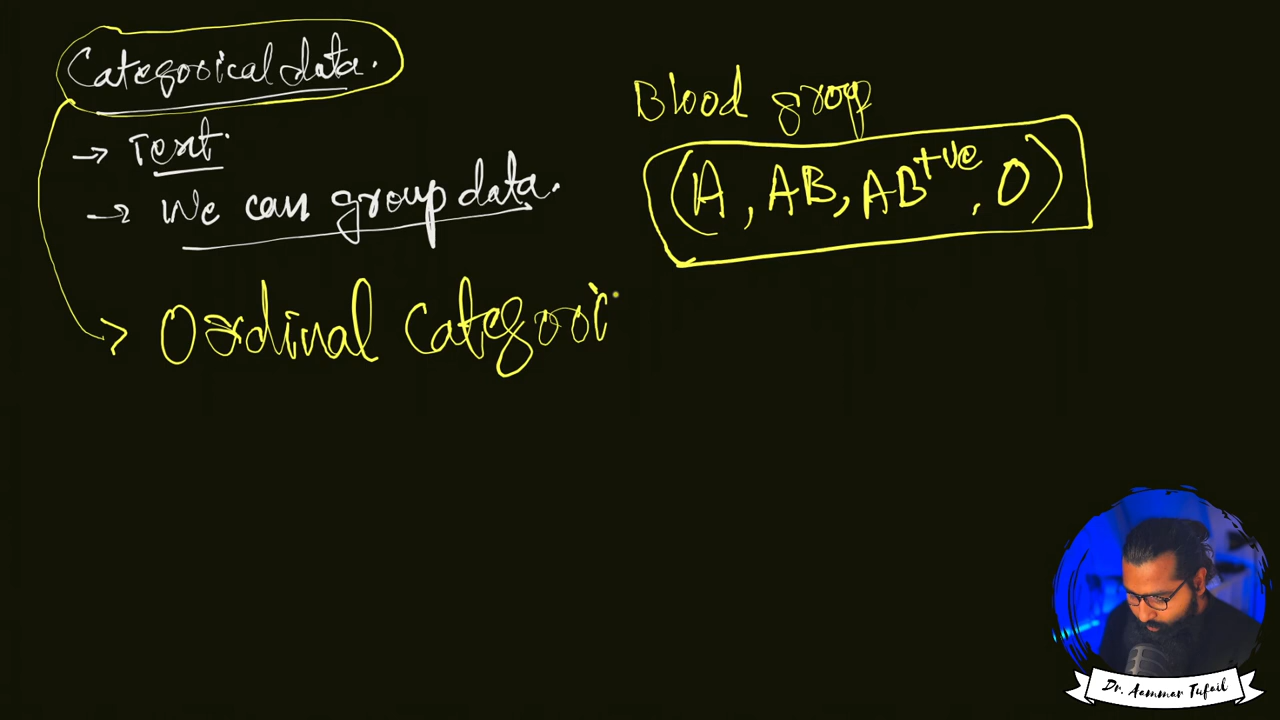 Categorical data.
→ Text.
→ We can group data.
Blood group
(A, AB, AB+ve, O)
> Ordinal Categori
Dr. Aammar Tufail